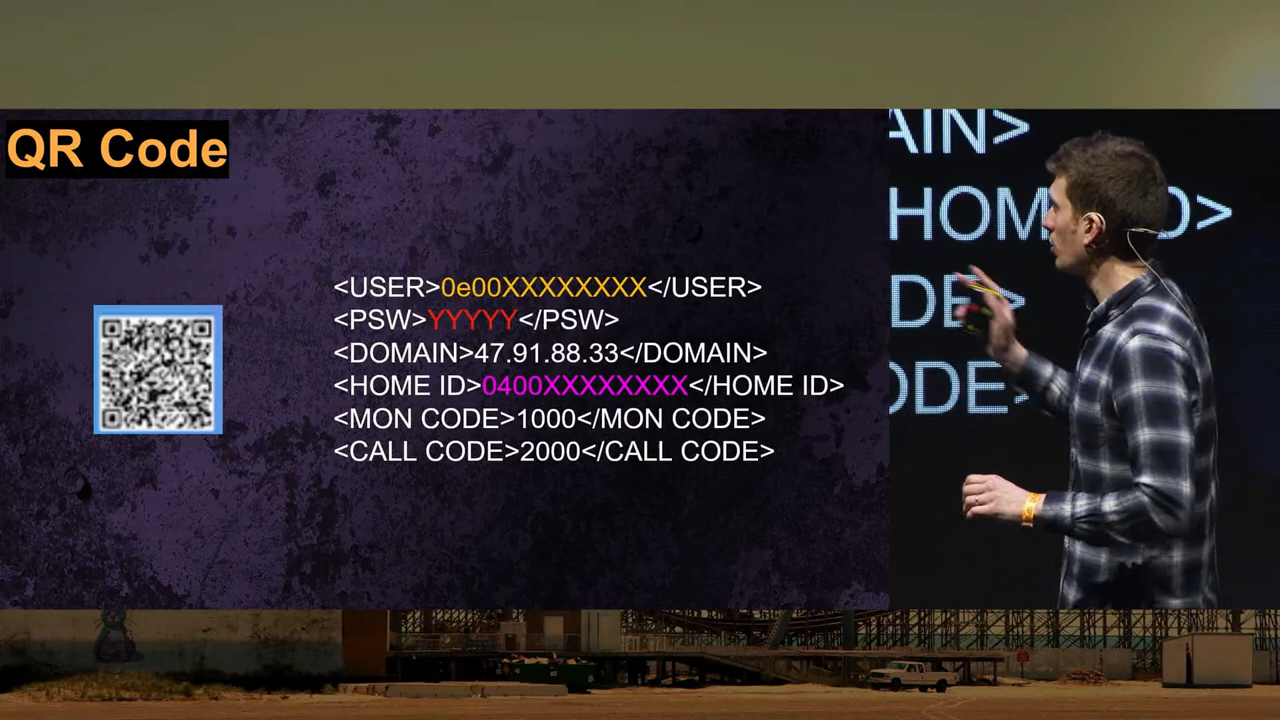 QR Code
<USER>0e00XXXXXXXX</USER>
<PSW>YYYYY</PSW>
<DOMAIN>47.91.88.33</DOMAIN>
<HOME ID>0400XXXXXXXX</HOME ID>
<MON CODE>1000</MON CODE>
<CALL CODE>2000</CALL CODE>
AIN>
<HOM D>
DE>
ODE>